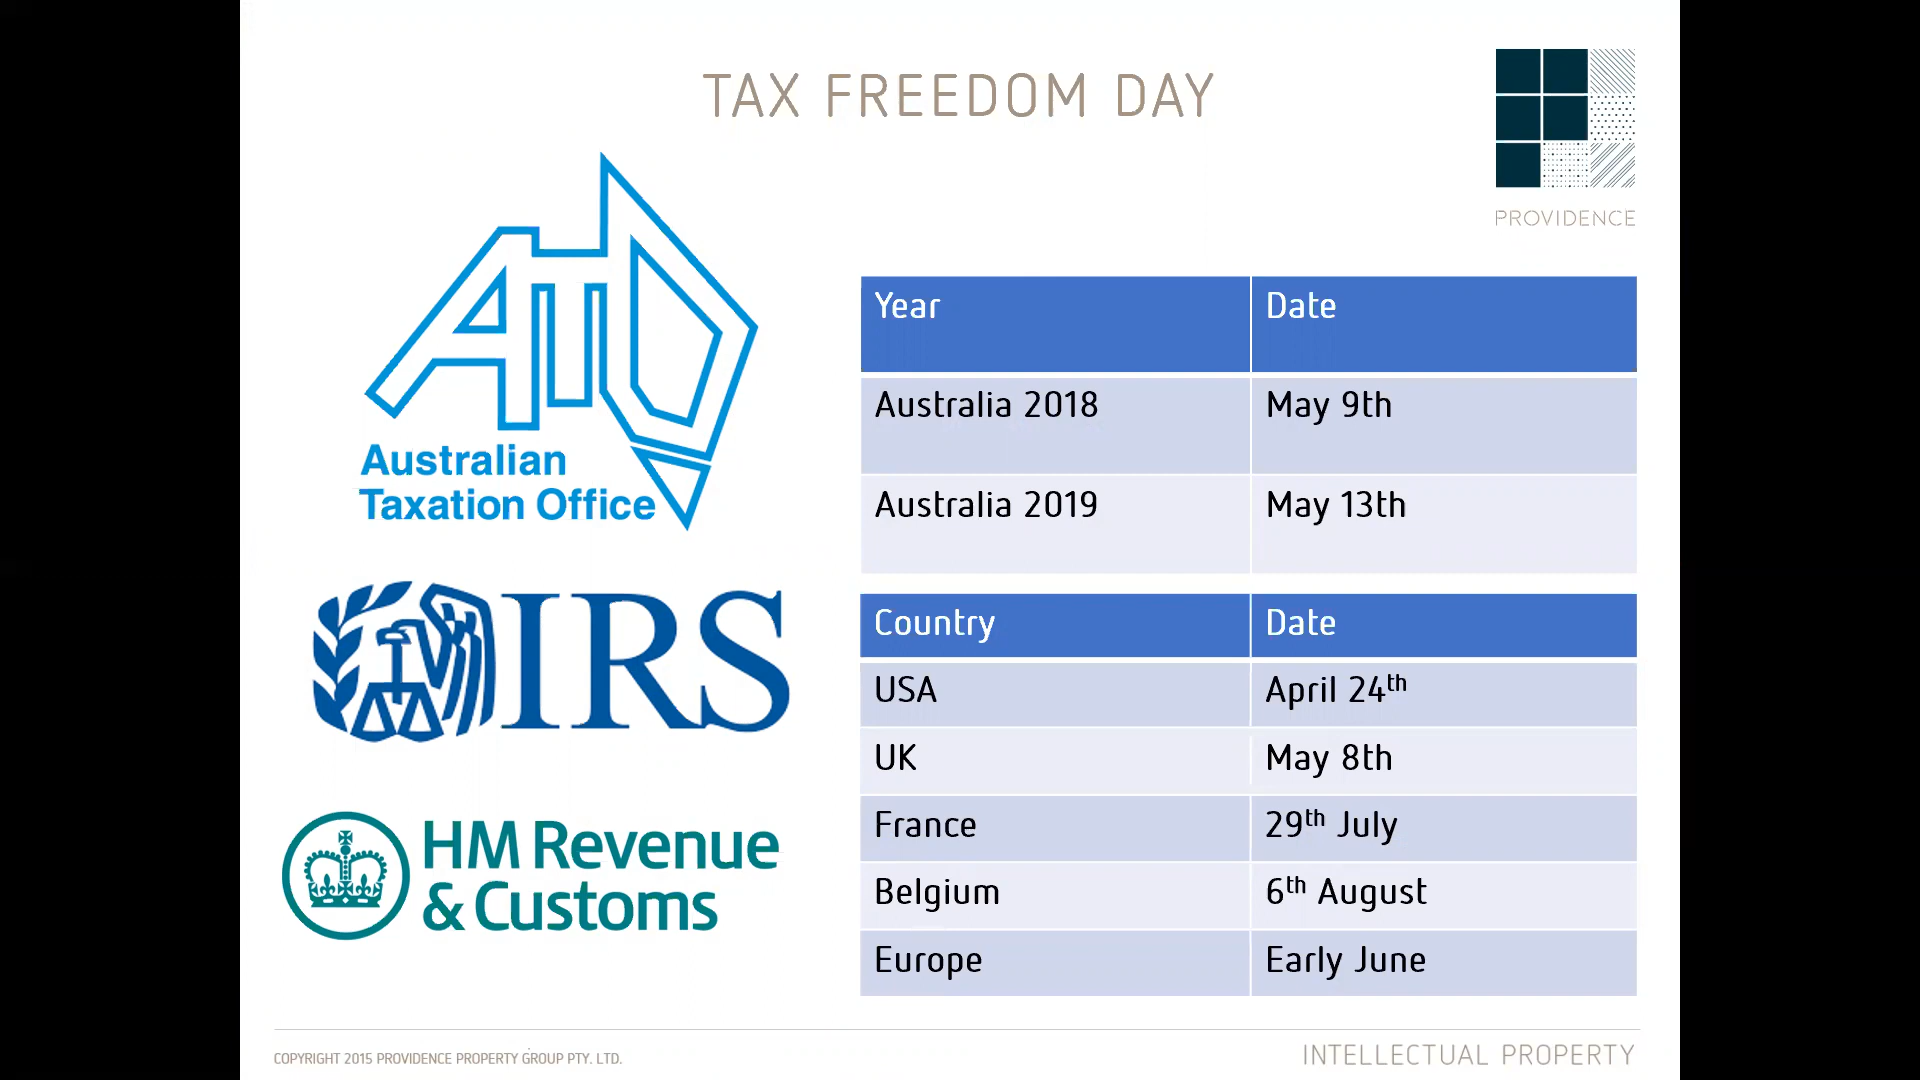 TAX FREEDOM DAY
PROVIDENCE
ATO
Australian
Taxation Office
IRS
HM Revenue
& Customs
Year Date
Australia 2018 May 9th
Australia 2019 May 13th
Country Date
USA April 24th
UK May 8th
France 29th July
Belgium 6th August
Europe Early June
COPYRIGHT 2015 PROVIDENCE PROPERTY GROUP PTY. LTD.
INTELLECTUAL PROPERTY